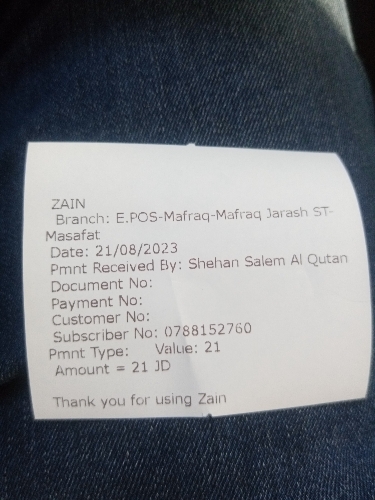 ZAIN
Branch: E.POS-Mafraq-Mafraq Jarash ST-
Masafat
Date: 21/08/2023
Pmnt Received By: Shehan Salem Al Qutan
Document No:
Payment No:
Customer No:
Subscriber No: 0788152760
Pmnt Type: Value: 21
Amount = 21 JD
Thank you for using Zain